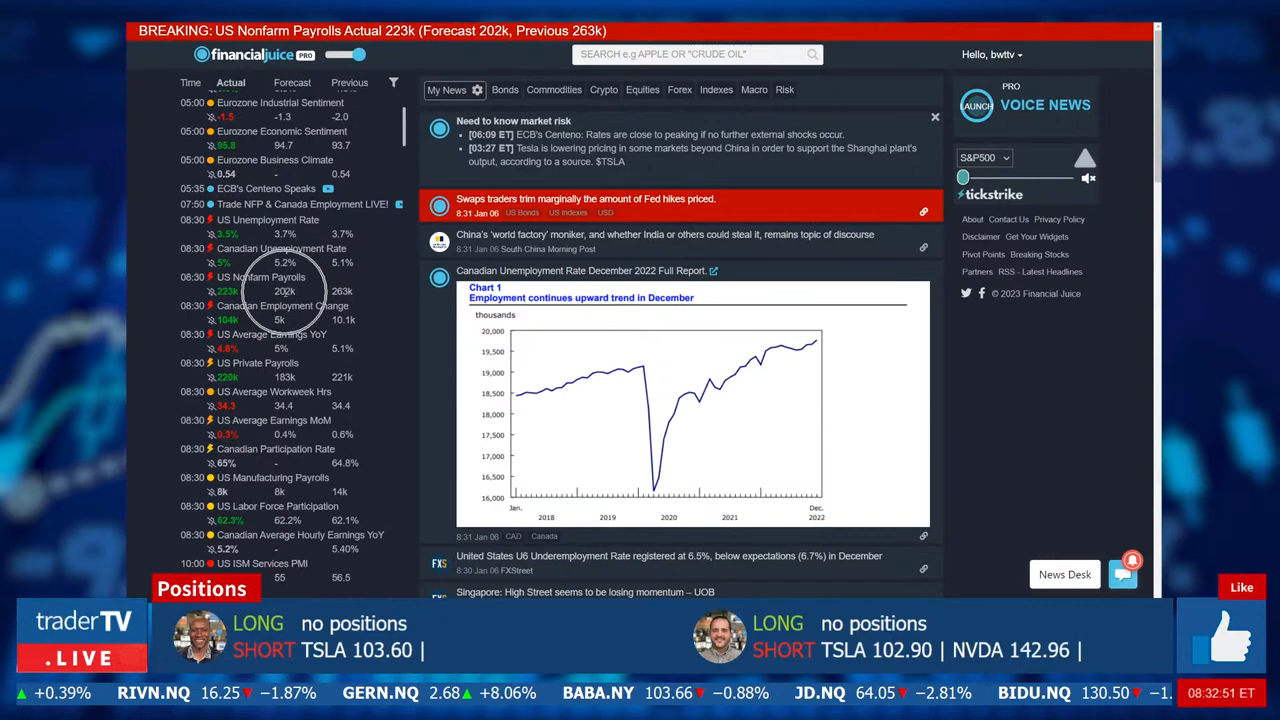 BREAKING: US Nonfarm Payrolls Actual 223k (Forecast 202k, Previous 263k)
financialjuice PRO
SEARCH e.g APPLE OR "CRUDE OIL"
Hello, bwttv
Time Actual Forecast Previous
05:00 Eurozone Industrial Sentiment
-1.5 -1.3 -2.0
05:00 Eurozone Economic Sentiment
95.8 94.7 93.7
05:00 Eurozone Business Climate
0.54 - 0.54
05:35 ECB's Centeno Speaks
07:50 Trade NFP & Canada Employment LIVE!
08:30 US Unemployment Rate
3.5% 3.7% 3.7%
08:30 Canadian Unemployment Rate
5% 5.2% 5.1%
08:30 US Nonfarm Payrolls
223k 202k 263k
08:30 Canadian Employment Change
104k 5k 10.1k
08:30 US Average Earnings YoY
4.6% 5% 5.1%
08:30 US Private Payrolls
220k 183k 221k
08:30 US Average Workweek Hrs
34.3 34.4 34.4
08:30 US Average Earnings MoM
0.3% 0.4% 0.6%
08:30 Canadian Participation Rate
65% - 64.8%
08:30 US Manufacturing Payrolls
8k 8k 14k
08:30 US Labor Force Participation
62.3% 62.2% 62.1%
08:30 Canadian Average Hourly Earnings YoY
5.2% - 5.40%
10:00 US ISM Services PMI
55 56.5
My News Bonds Commodities Crypto Equities Forex Indexes Macro Risk
Need to know market risk
[06:09 ET] ECB's Centeno: Rates are close to peaking if no further external shocks occur.
[03:27 ET] Tesla is lowering pricing in some markets beyond China in order to support the Shanghai plant's
output, according to a source. $TSLA
Swaps traders trim marginally the amount of Fed hikes priced.
8:31 Jan 06 US Bonds US Indexes USD
China's 'world factory' moniker, and whether India or others could steal it, remains topic of discussion
8:31 Jan 06 South China Morning Post
Canadian Unemployment Rate December 2022 Full Report.
Chart 1
Employment continues upward trend in December
thousands
20,000
19,500
19,000
18,500
18,000
17,500
17,000
16,500
16,000
Jan. Dec.
2018 2019 2020 2021 2022
8:31 Jan 06 CAD Canada
FXS United States U6 Underemployment Rate registered at 6.5%, below expectations (6.7%) in December
8:30 Jan 06 FXStreet
FXS Singapore: High Street seems to be losing momentum – UOB
PRO
LAUNCH VOICE NEWS
S&P500
tickstrike
About Contact Us Privacy Policy
Disclaimer Get Your Widgets
Pivot Points Breaking Stories
Partners RSS - Latest Headlines
© 2023 Financial Juice
News Desk
Positions
Like
traderTV
.LIVE
LONG no positions
SHORT TSLA 103.60 |
LONG no positions
SHORT TSLA 102.90 | NVDA 142.96 |
+0.39% RIVN.NQ 16.25 −1.87% GERN.NQ 2.68 +8.06% BABA.NY 103.66 −0.88% JD.NQ 64.05 −2.81% BIDU.NQ 130.50 −1.
08:32:51 ET